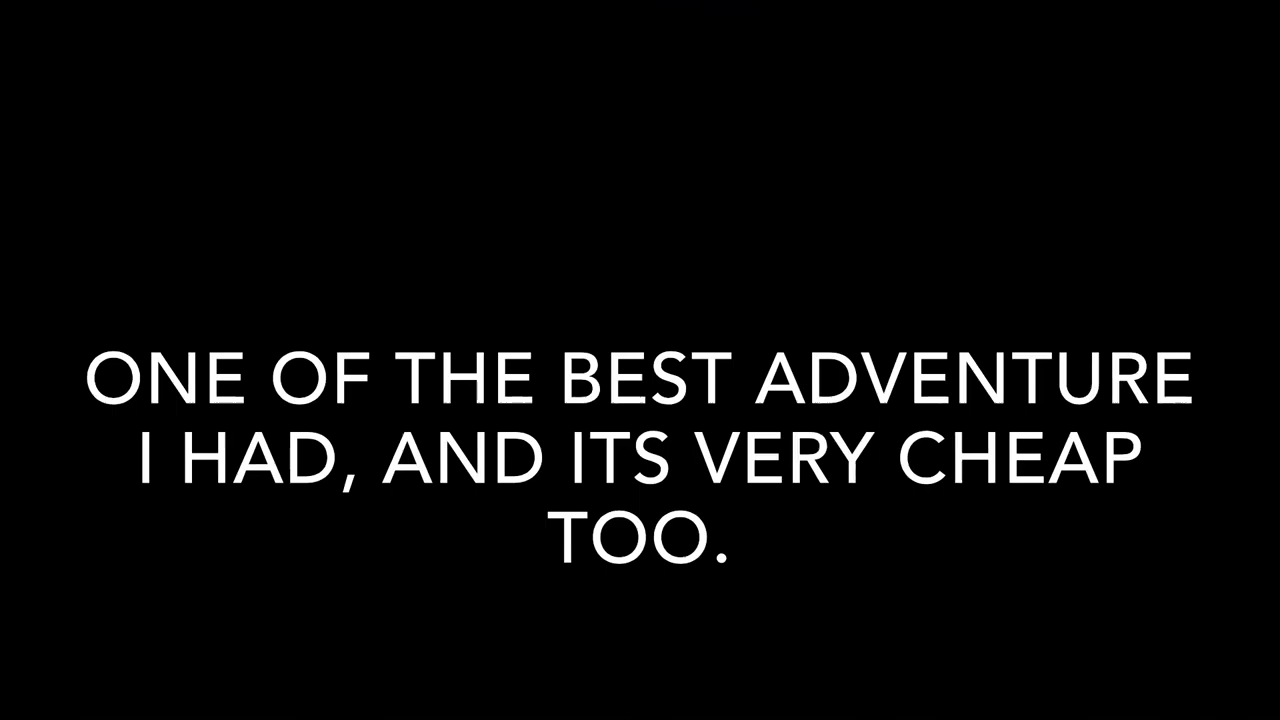 ONE OF THE BEST ADVENTURE
I HAD, AND ITS VERY CHEAP
TOO.